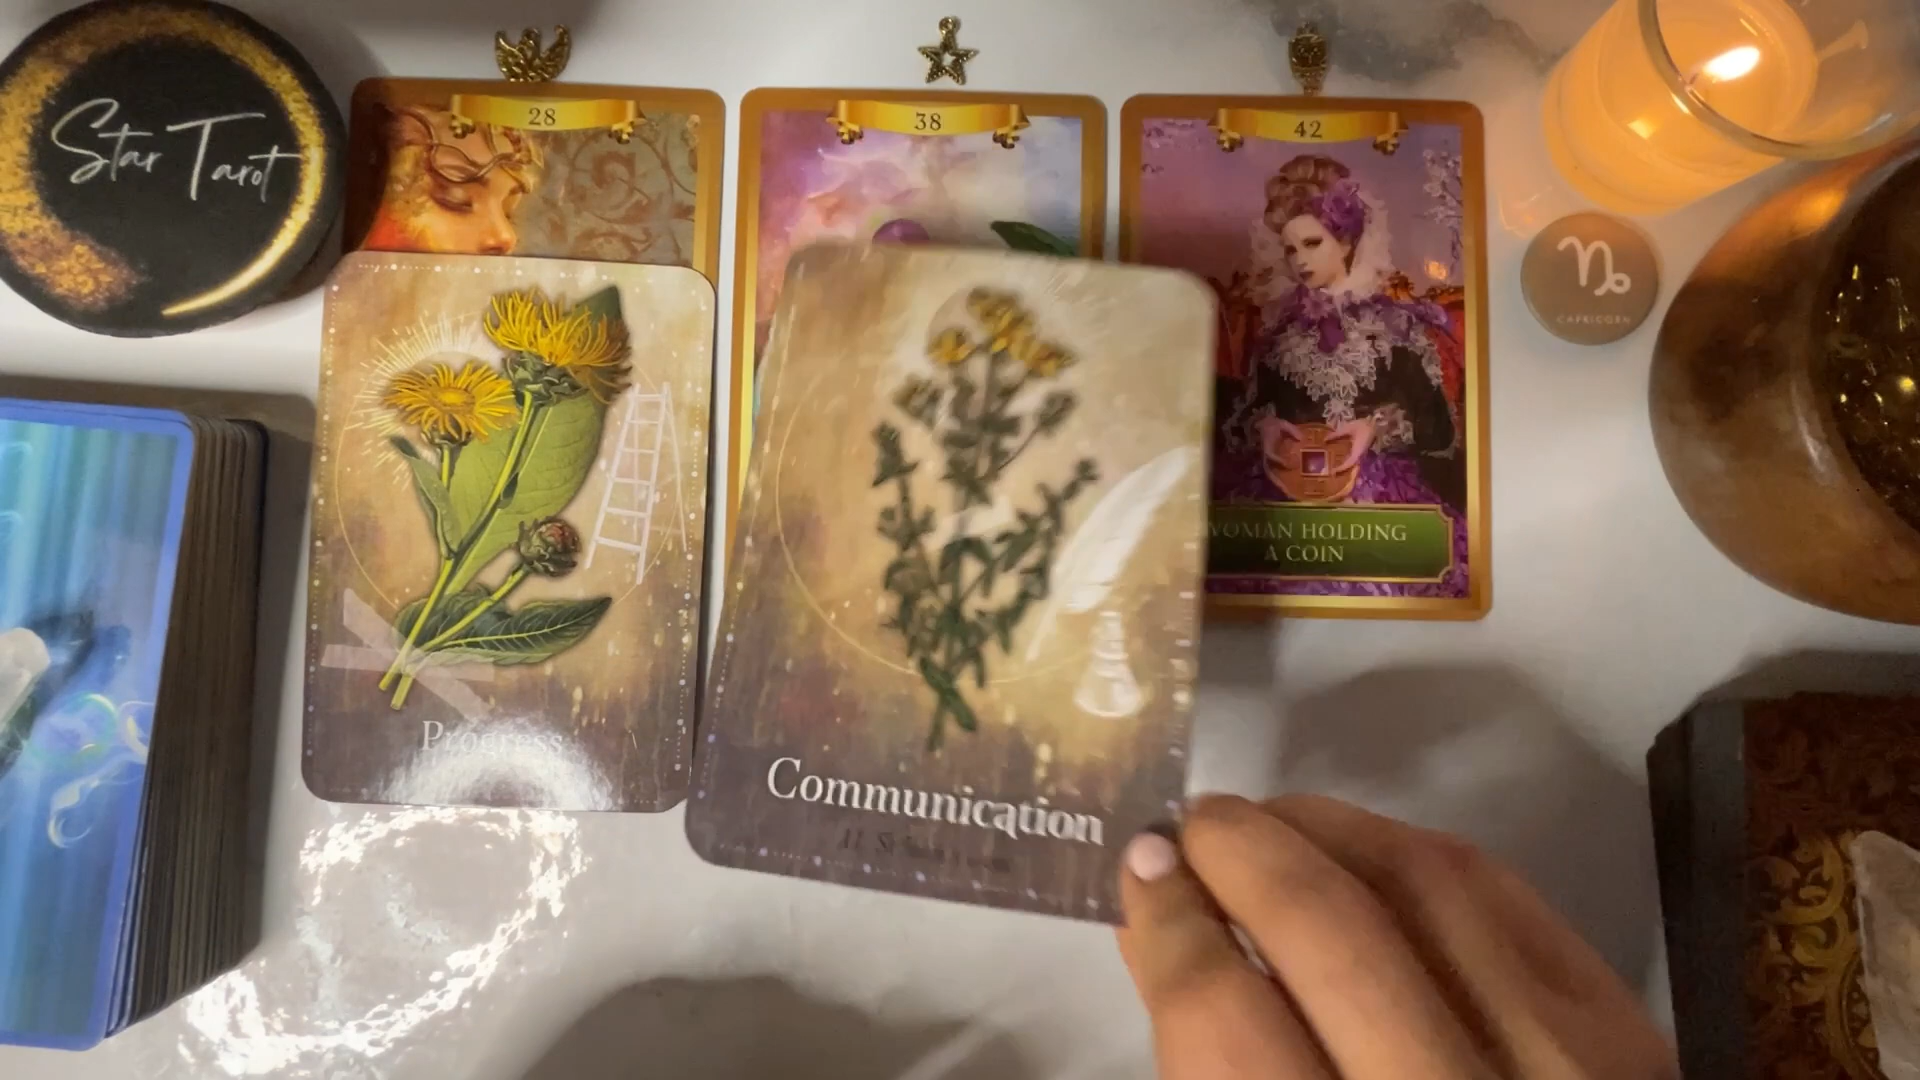 Star Tarot
28
38
42
CAPRICORN
WOMAN HOLDING
A COIN
Progress
Communication